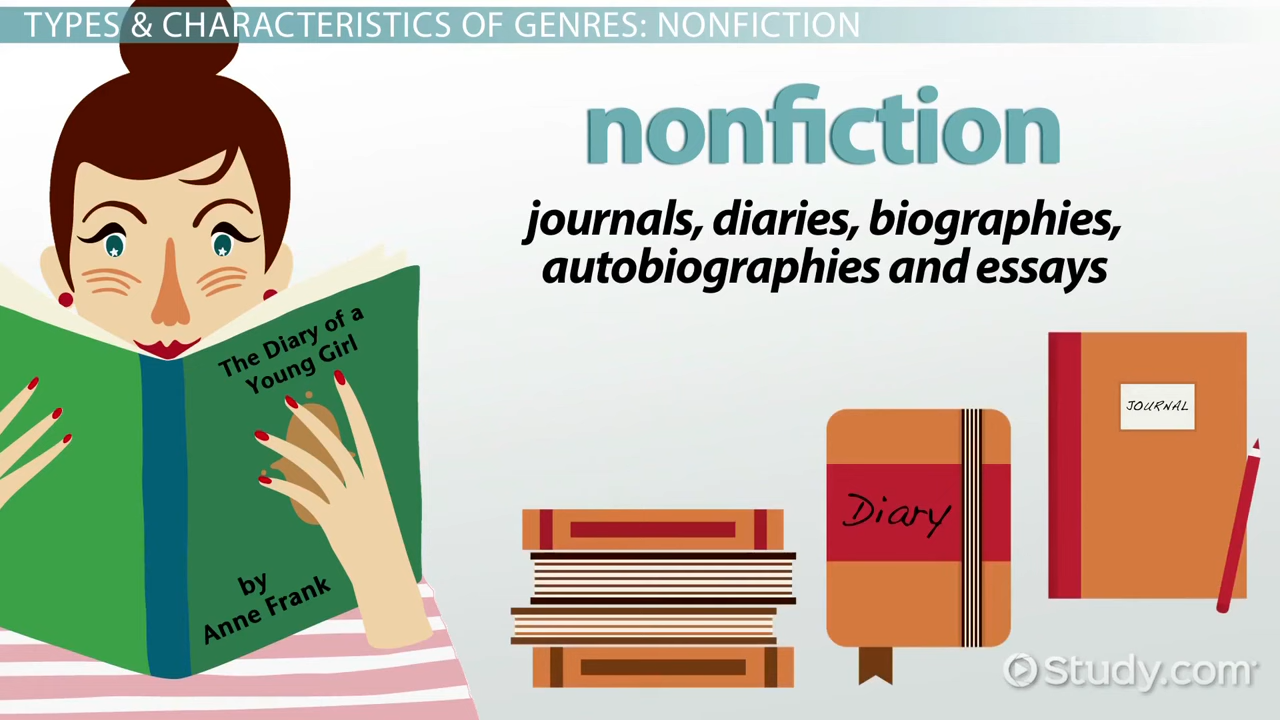 TYPES & CHARACTERISTICS OF GENRES: NONFICTION
nonfiction
journals, diaries, biographies,
autobiographies and essays
The Diary of a
Young Girl
by
Anne Frank
JOURNAL
Diary
Study.com